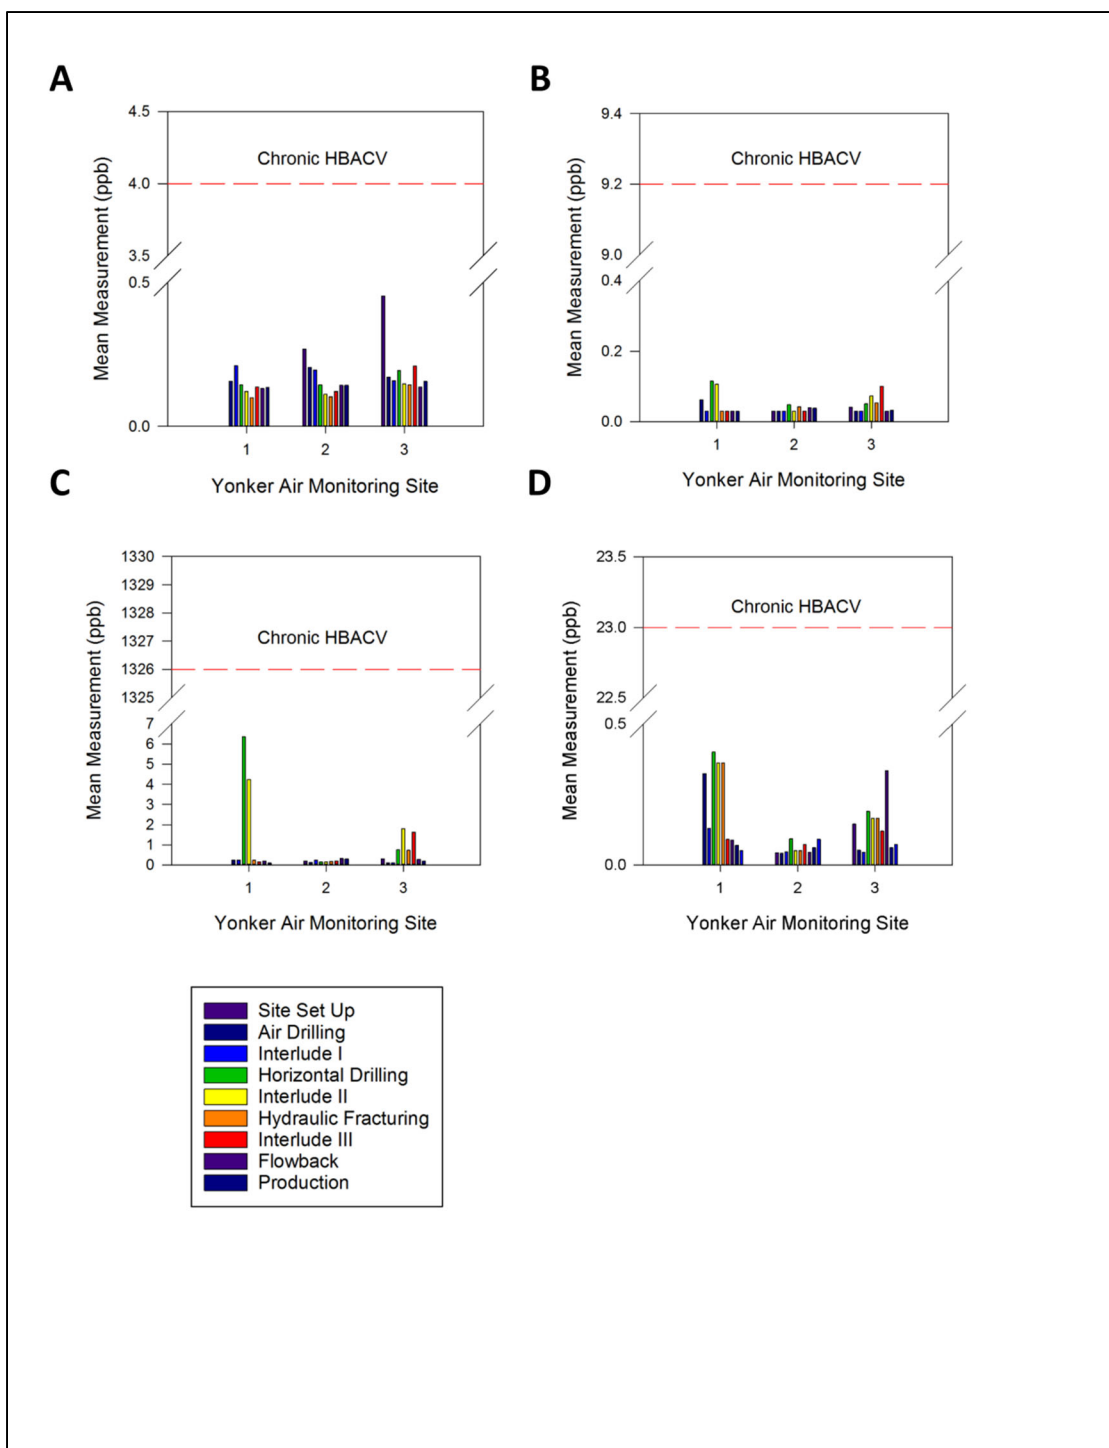 A
4.5
4.0
3.5
0.5
0.0
Mean Measurement (ppb)
Chronic HBACV
1 2 3
Yonker Air Monitoring Site
B
9.4
9.2
9.0
0.4
0.2
0.0
Mean Measurement (ppb)
Chronic HBACV
1 2 3
Yonker Air Monitoring Site
C
1330
1329
1328
1327
1326
1325
7
6
5
4
3
2
1
0
Mean Measurement (ppb)
Chronic HBACV
1 2 3
Yonker Air Monitoring Site
D
23.5
23.0
22.5
0.5
0.0
Mean Measurement (ppb)
Chronic HBACV
1 2 3
Yonker Air Monitoring Site
Site Set Up
Air Drilling
Interlude I
Horizontal Drilling
Interlude II
Hydraulic Fracturing
Interlude III
Flowback
Production